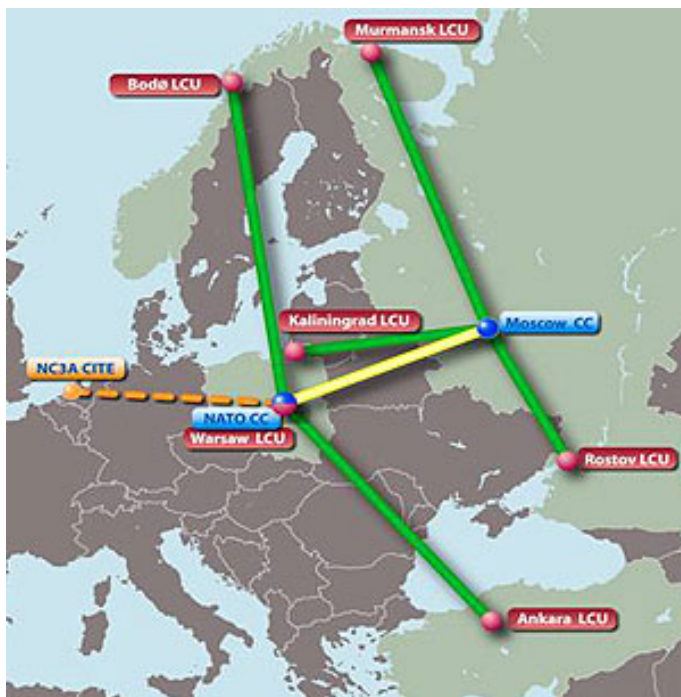 Murmansk LCU
Bodø LCU
Kaliningrad LCU
Moscow CC
NC3A CITE
NATO CC
Warsaw LCU
Rostov LCU
Ankara LCU